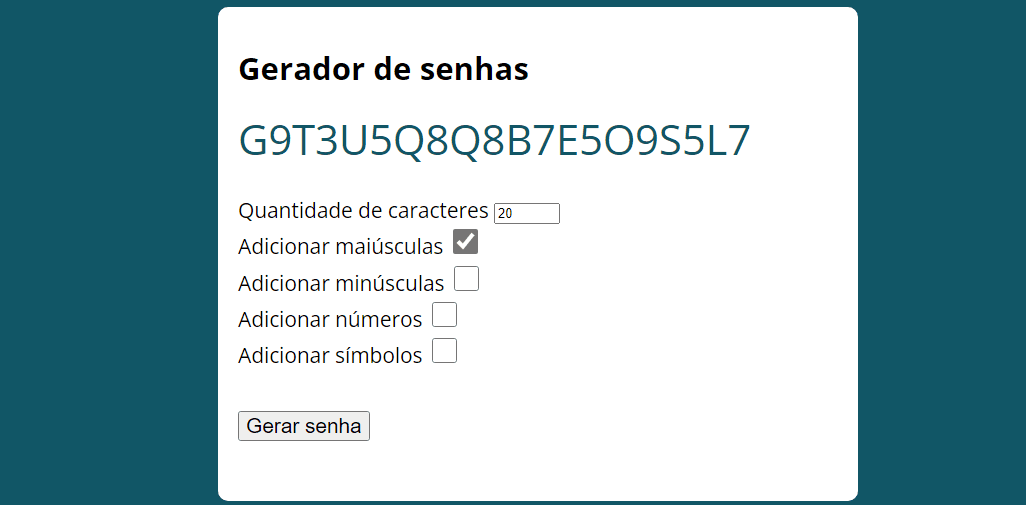 Gerador de senhas
G9T3U5Q8Q8B7E5O9S5L7
Quantidade de caracteres 20
Adicionar maiúsculas
Adicionar minúsculas
Adicionar números
Adicionar símbolos
Gerar senha